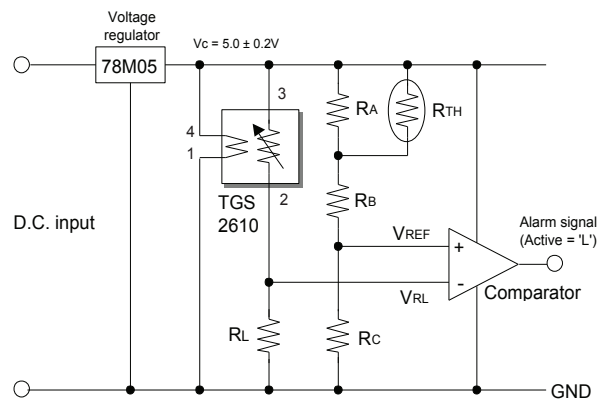 Voltage
regulator
78M05
Vc = 5.0 ± 0.2V
3
4
1
2
TGS
2610
RA
RTH
RB
VREF
+
-
VRL
Comparator
Alarm signal
(Active = 'L')
D.C. input
RL
RC
GND